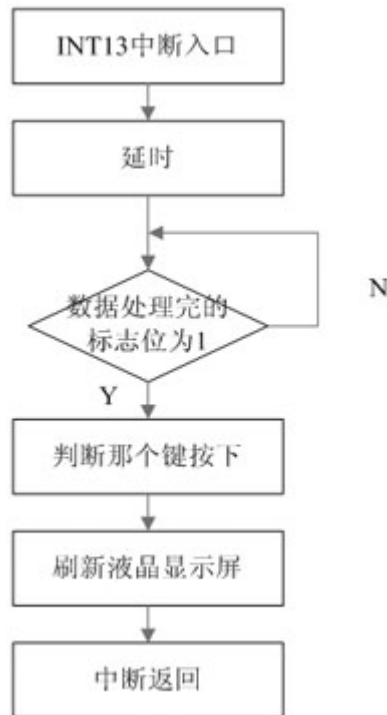 INT13中断入口
延时
数据处理完的
标志位为1
N
Y
判断那个键按下
刷新液晶显示屏
中断返回